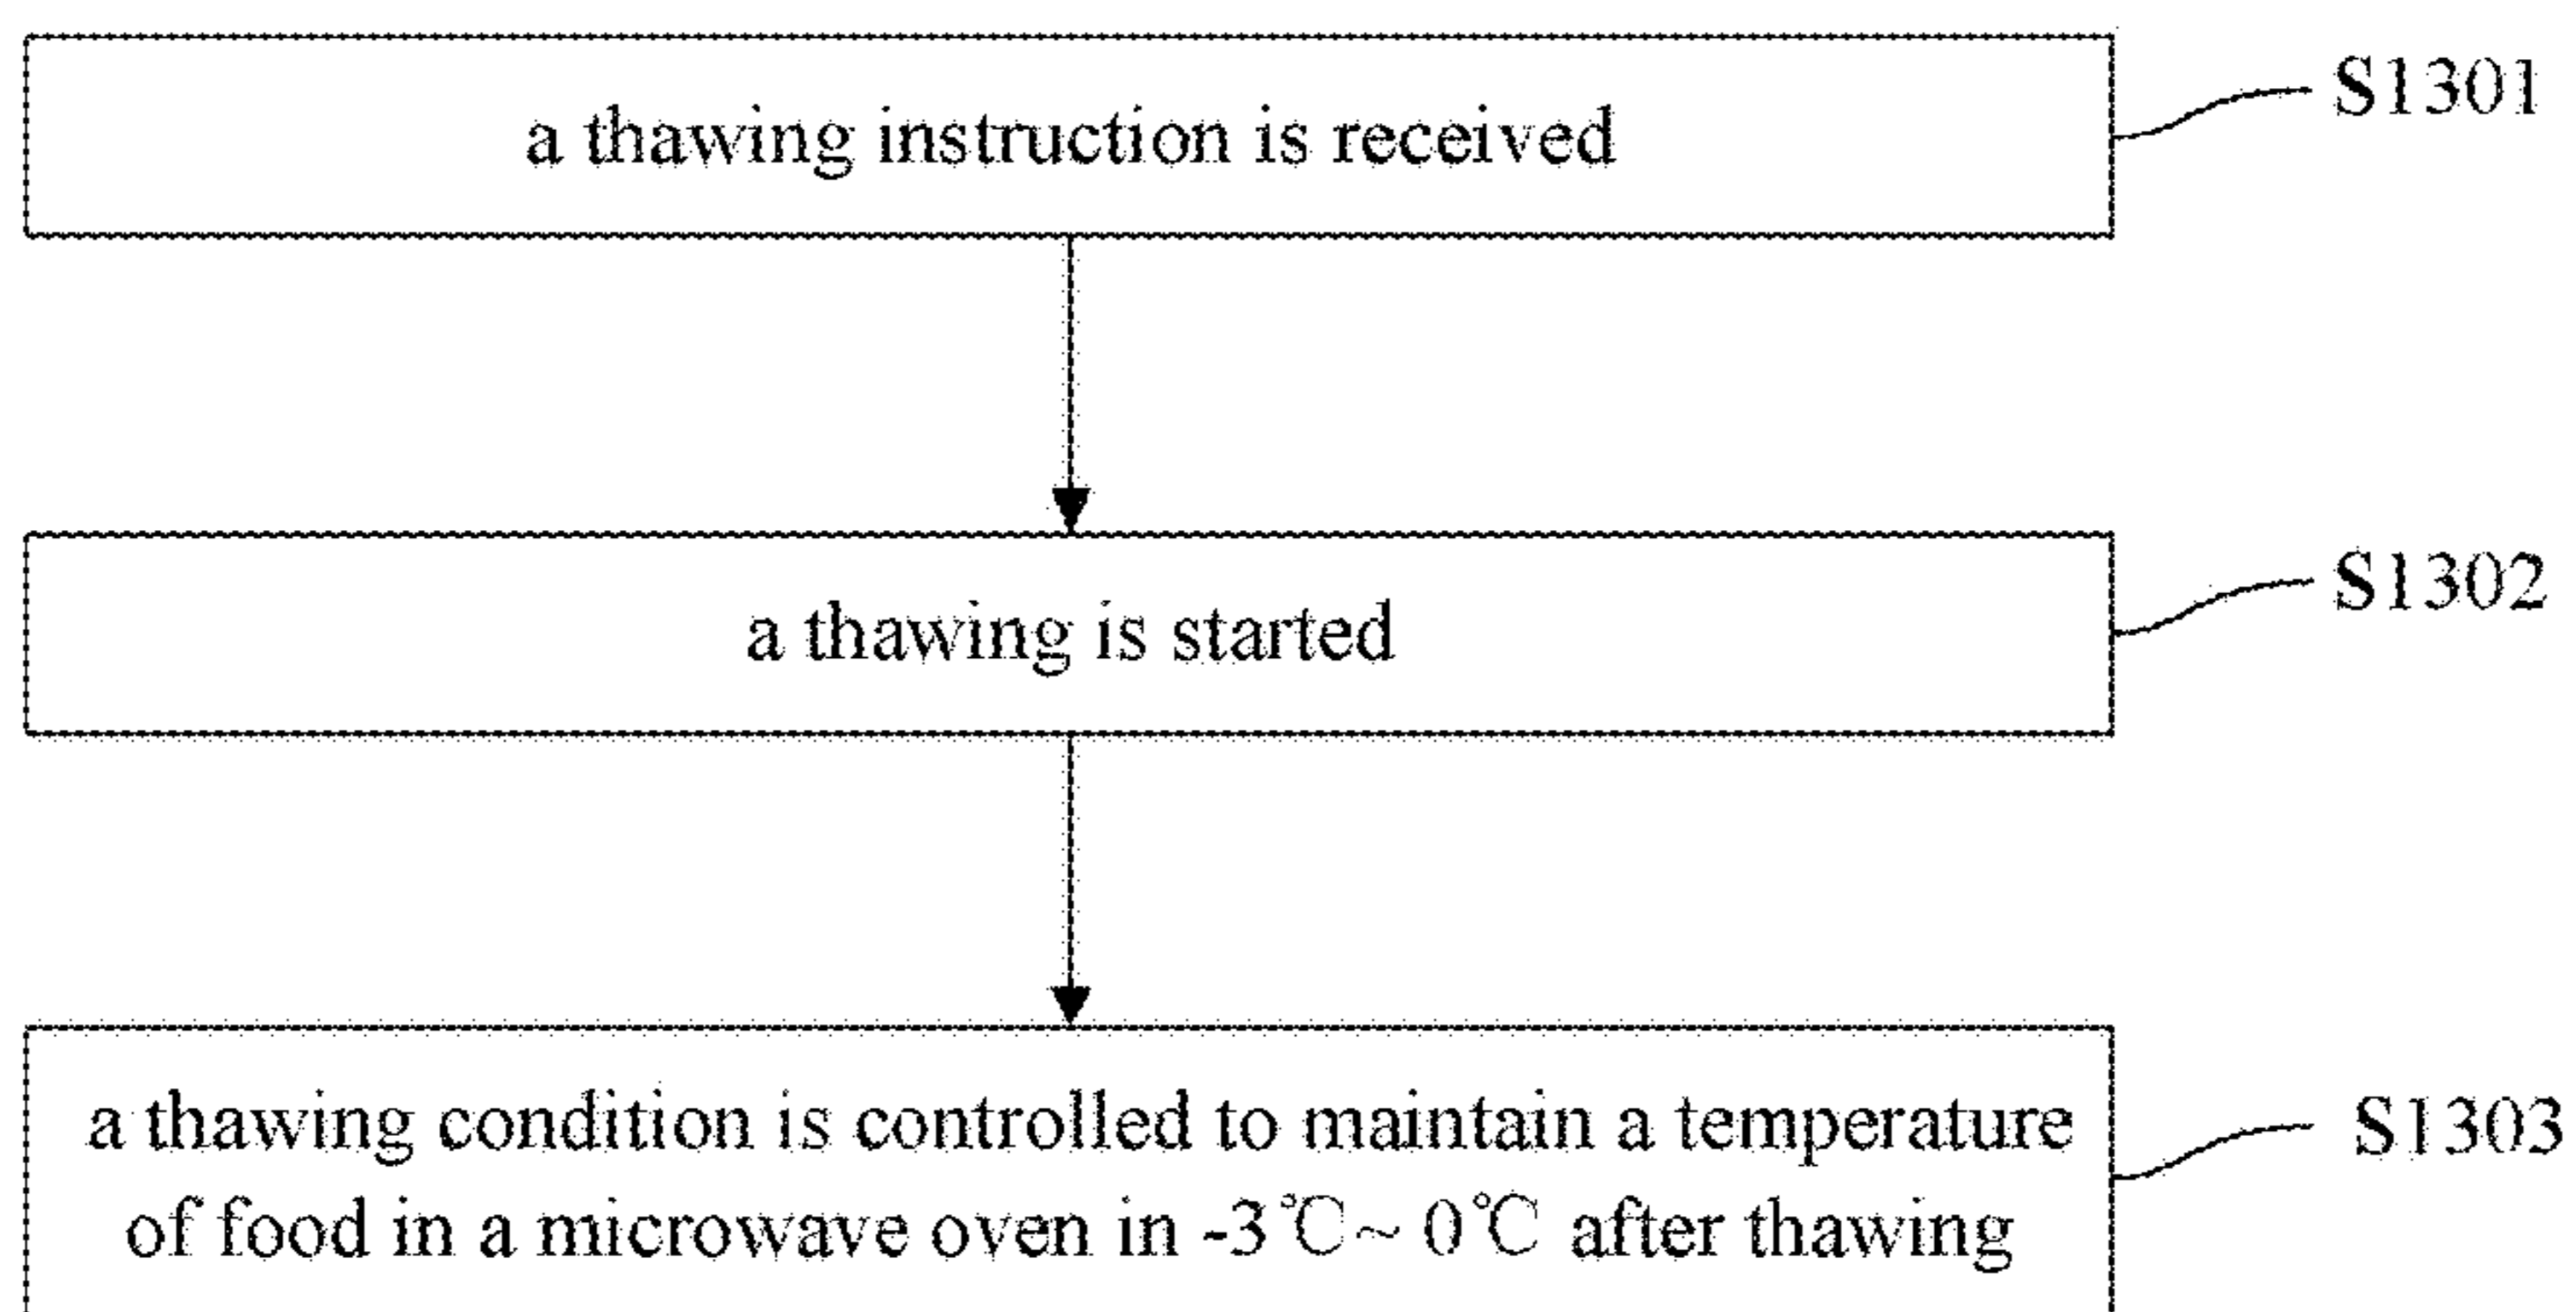 a thawing instruction is received
S1301
a thawing is started
S1302
a thawing condition is controlled to maintain a temperature
of food in a microwave oven in -3℃~ 0℃ after thawing
S1303